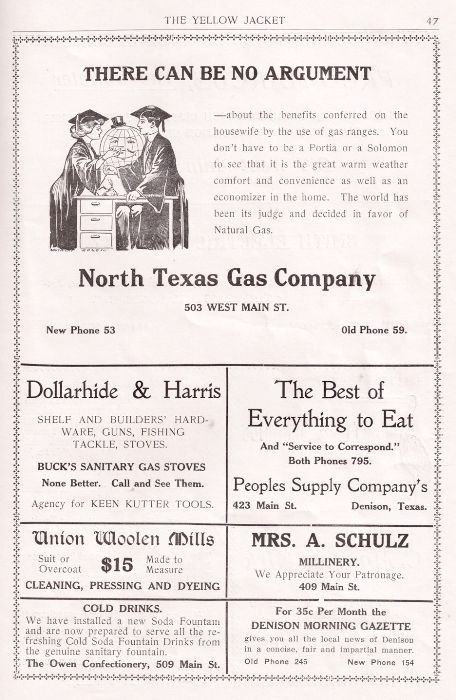 THE YELLOW JACKET
47
THERE CAN BE NO ARGUMENT
—about the benefits conferred on the
housewife by the use of gas ranges. You
don't have to be a Portia or a Solomon
to see that it is the great warm weather
comfort and convenience as well as an
economizer in the home. The world has
been its judge and decided in favor of
Natural Gas.
North Texas Gas Company
503 WEST MAIN ST.
New Phone 53
Old Phone 59.
Dollarhide & Harris
SHELF AND BUILDERS' HARD-
WARE, GUNS, FISHING
TACKLE, STOVES.
BUCK'S SANITARY GAS STOVES
None Better. Call and See Them.
Agency for KEEN KUTTER TOOLS.
The Best of
Everything to Eat
And "Service to Correspond."
Both Phones 795.
Peoples Supply Company's
423 Main St.
Denison, Texas.
Union Woolen Mills
Suit or
Overcoat
$15
Made to
Measure
CLEANING, PRESSING AND DYEING
MRS. A. SCHULZ
MILLINERY.
We Appreciate Your Patronage.
409 Main St.
COLD DRINKS.
We have installed a new Soda Fountain
and are now prepared to serve all the re-
freshing Cold Soda Fountain Drinks from
the genuine sanitary fountain.
The Owen Confectionery, 509 Main St.
For 35c Per Month the
DENISON MORNING GAZETTE
gives you all the local news of Denison
in a concise, fair and impartial manner.
Old Phone 245
New Phone 154